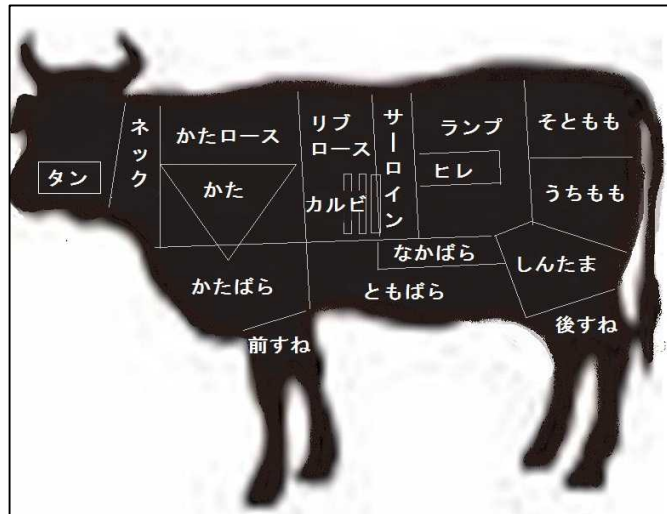 タン
ネック
かたロース
かた
かたばら
前すね
リブ
ロース
カルビ
サーロイン
ランプ
ヒレ
なかばら
ともばら
そともも
うちもも
しんたま
後すね